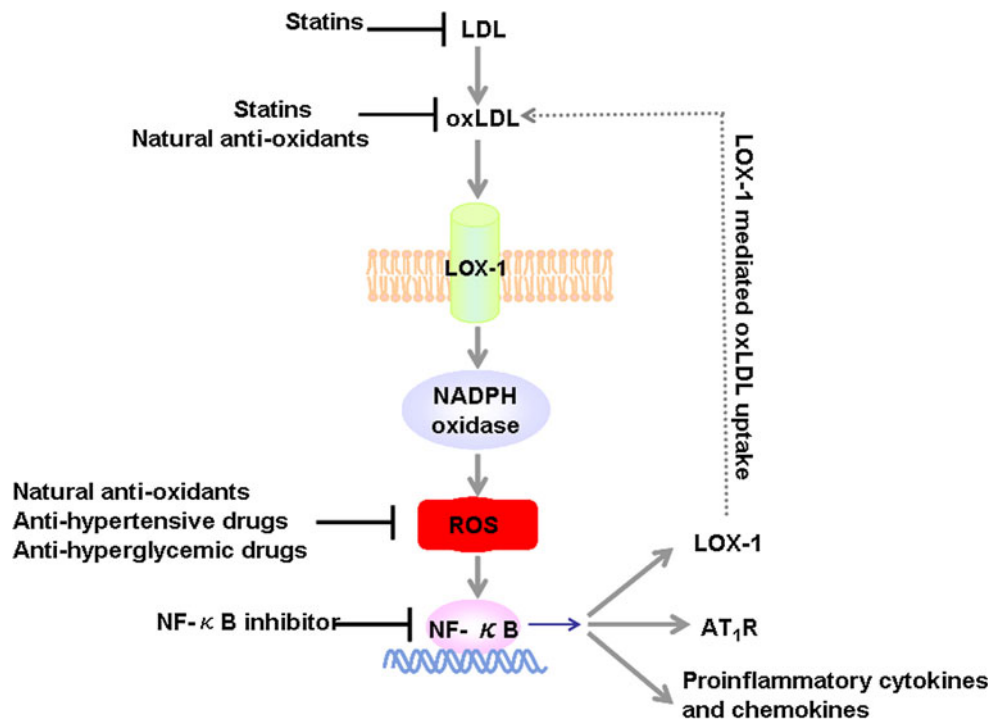 Statins
LDL
Statins
Natural anti-oxidants
oxLDL
LOX-1 mediated oxLDL uptake
LOX-1
NADPH
oxidase
Natural anti-oxidants
Anti-hypertensive drugs
Anti-hyperglycemic drugs
ROS
LOX-1
NF- κ B inhibitor
NF- κ B
AT₁R
Proinflammatory cytokines
and chemokines